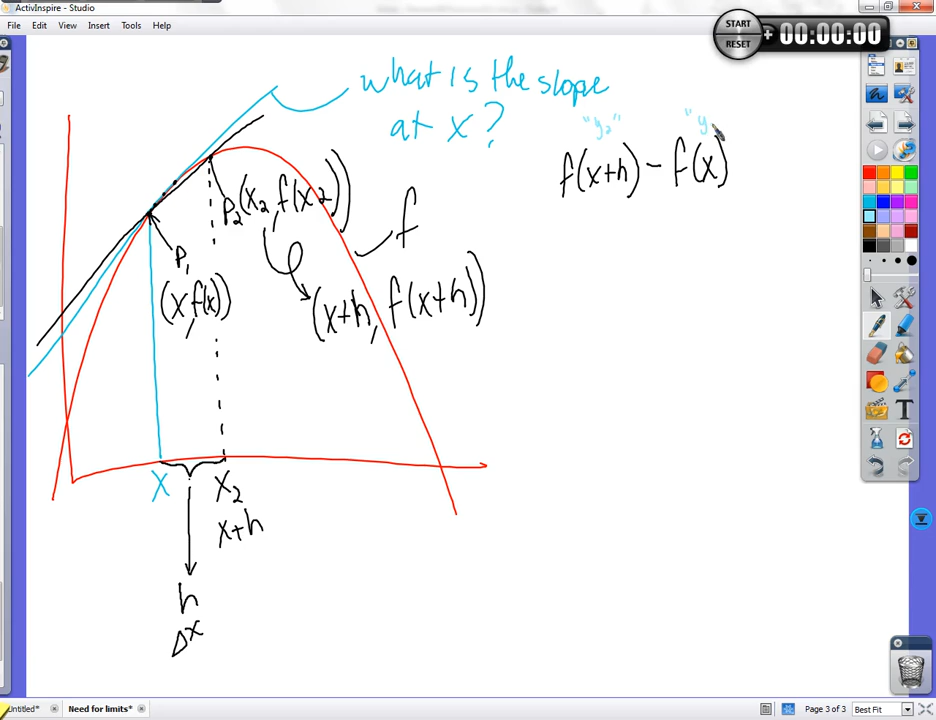 ActivInspire - Studio
File Edit View Insert Tools Help
START
RESET
+ 00:00:00
what is the slope
at x ?
"y₂" "y
f(x+h) - f(x)
P₂(x₂, f(x₂))
f
P₁
(x, f(x))
(x+h, f(x+h))
x x₂
x+h
h
Δx
T
Untitled* Need for limits* Page 3 of 3 Best Fit